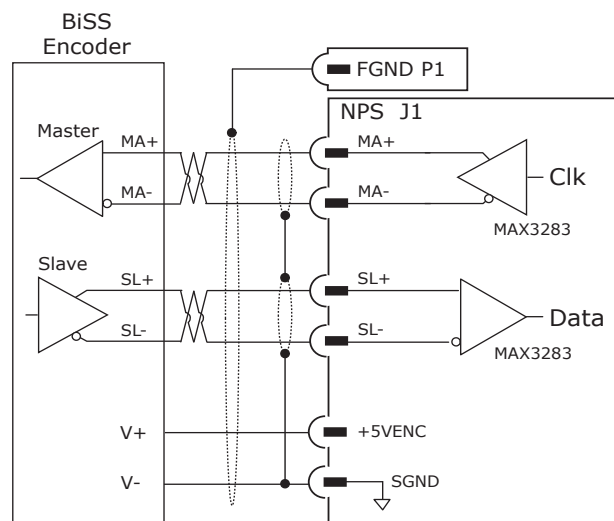 BiSS
Encoder
FGND P1
NPS J1
Master
MA+
MA-
MA+
MA-
Clk
MAX3283
Slave
SL+
SL-
SL+
SL-
Data
MAX3283
V+
+5VENC
V-
SGND